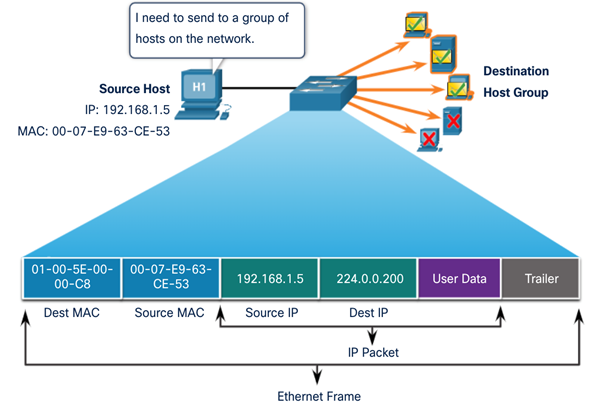 I need to send to a group of
hosts on the network.
Source Host
IP: 192.168.1.5
MAC: 00-07-E9-63-CE-53
H1
Destination
Host Group
01-00-5E-00-
00-C8
00-07-E9-63-
CE-53
192.168.1.5
224.0.0.200
User Data
Trailer
Dest MAC
Source MAC
Source IP
Dest IP
IP Packet
Ethernet Frame